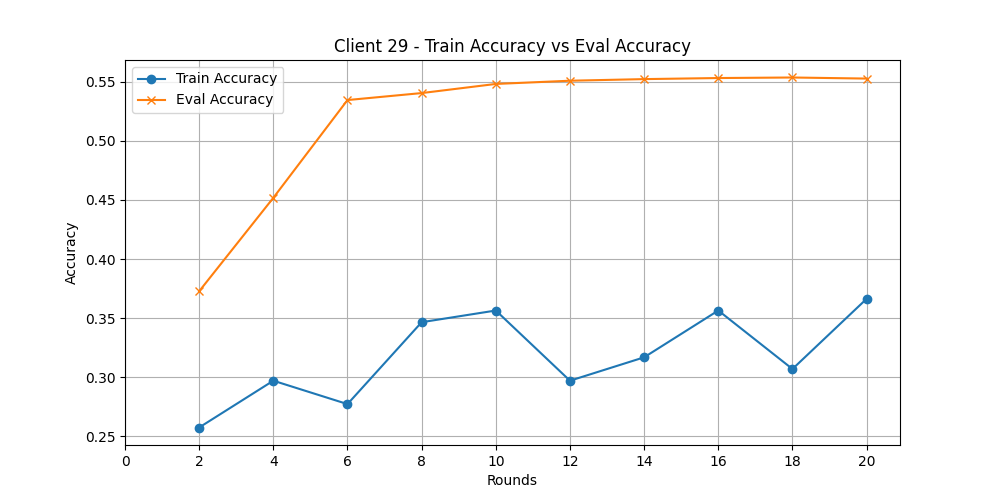 Client 29 - Train Accuracy vs Eval Accuracy
Train Accuracy
Eval Accuracy
0.55
0.50
0.45
0.40
0.35
0.30
0.25
Accuracy
0 2 4 6 8 10 12 14 16 18 20
Rounds